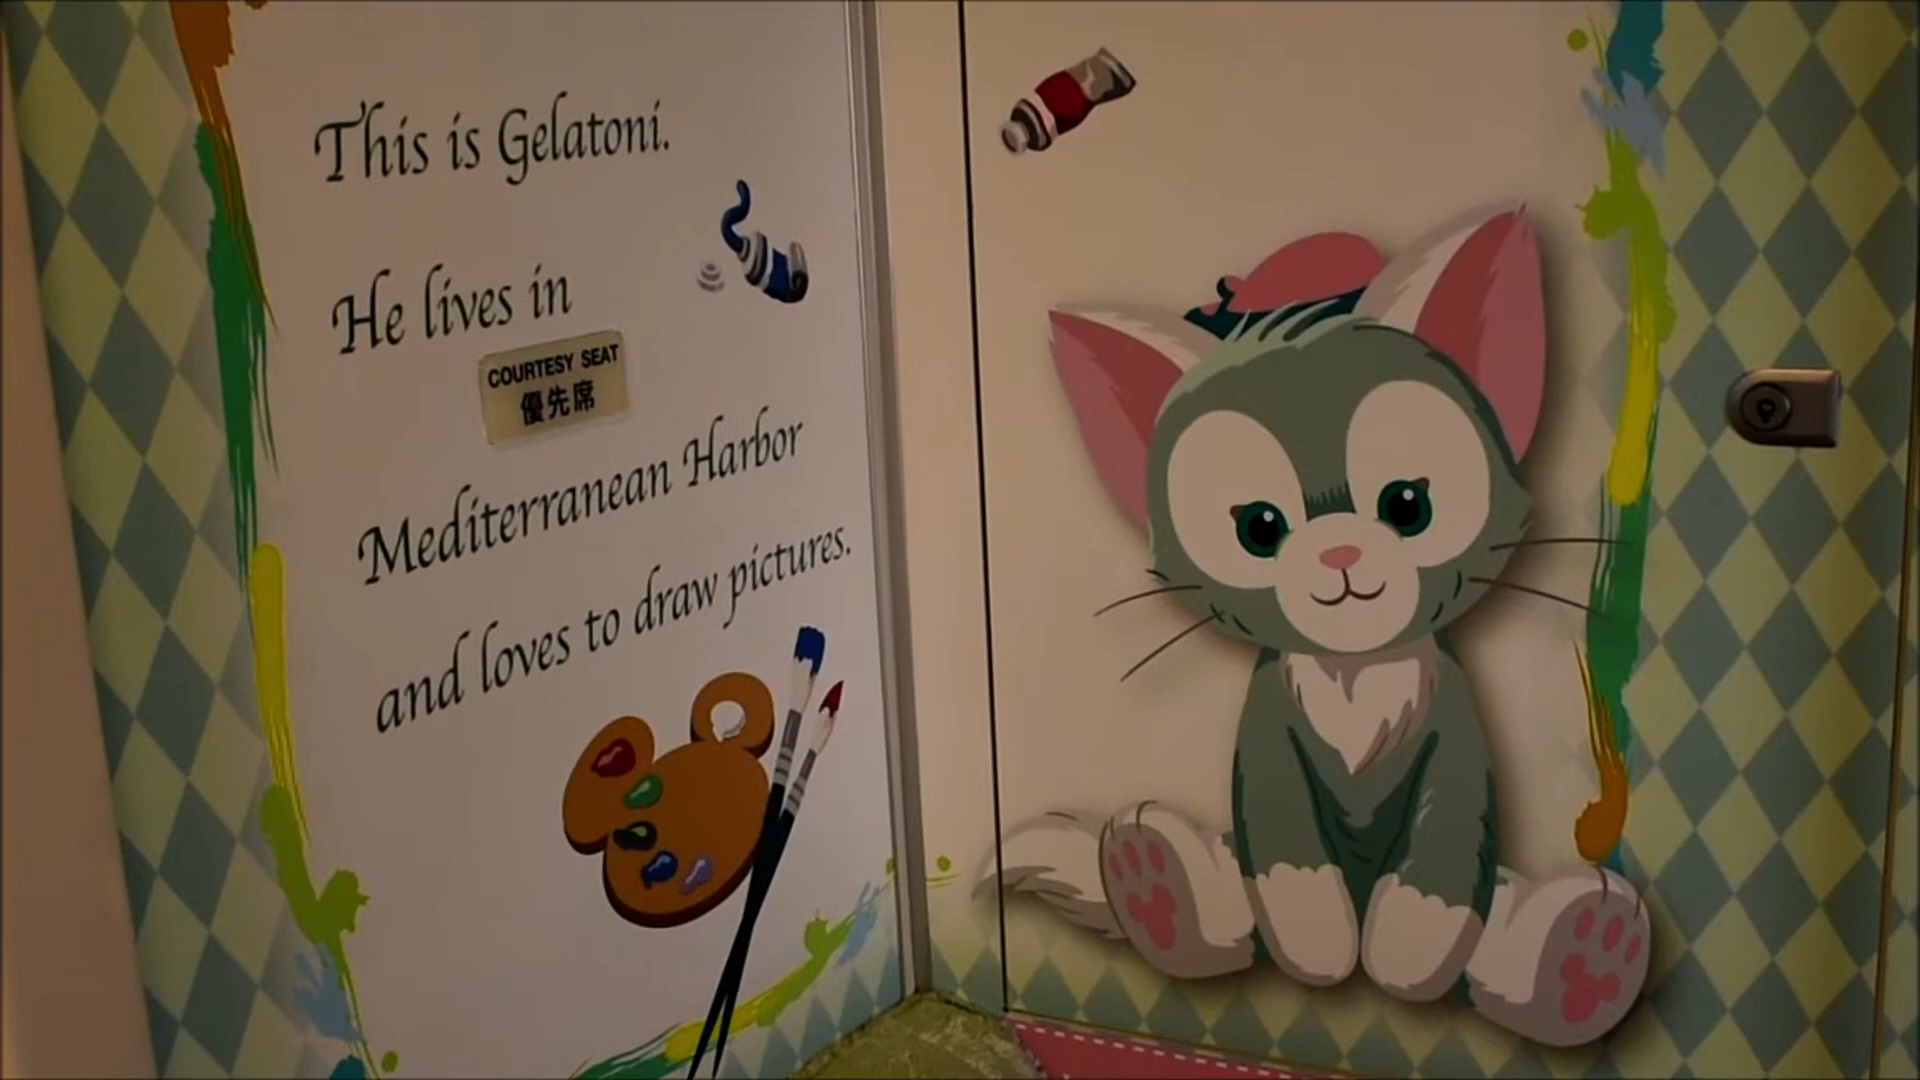 This is Gelatoni.
He lives in
COURTESY SEAT
優先席
Mediterranean Harbor
and loves to draw pictures.